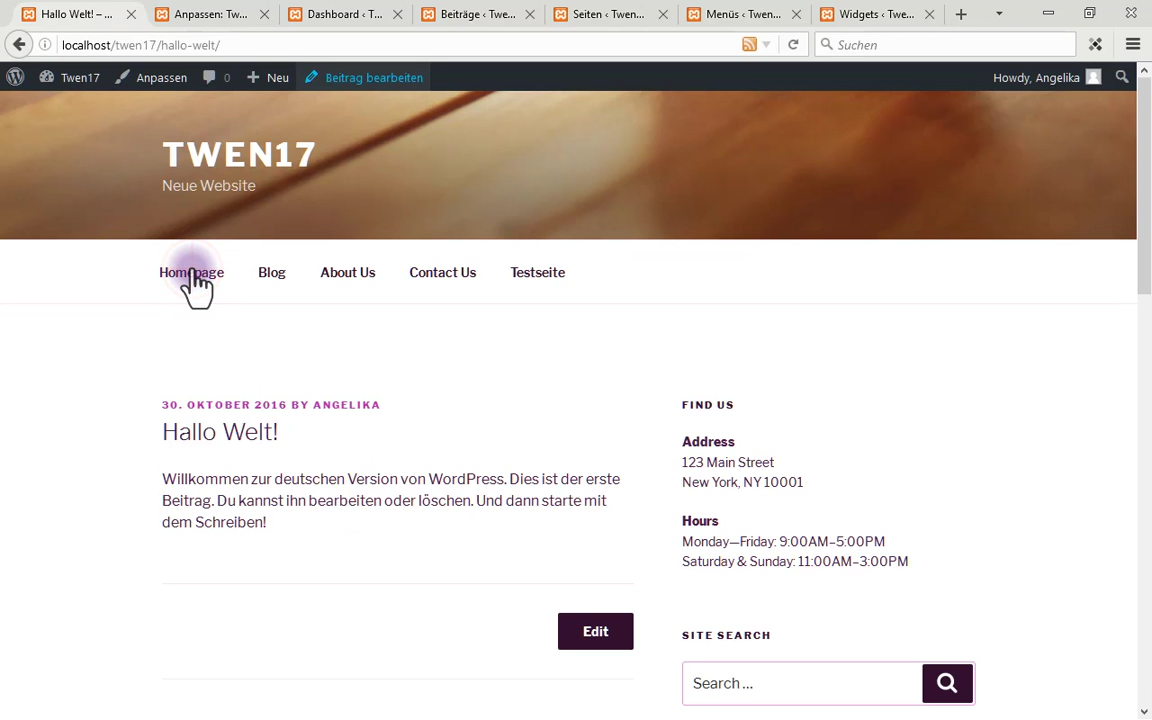 Hallo Welt! – ... Anpassen: Tw... Dashboard ‹ T... Beiträge ‹ Twe... Seiten ‹ Twen... Menüs ‹ Twen... Widgets ‹ Twe...
localhost/twen17/hallo-welt/ Suchen
Twen17 Anpassen 0 Neu Beitrag bearbeiten Howdy, Angelika
TWEN17
Neue Website
Homepage Blog About Us Contact Us Testseite
30. OKTOBER 2016 BY ANGELIKA
Hallo Welt!
Willkommen zur deutschen Version von WordPress. Dies ist der erste
Beitrag. Du kannst ihn bearbeiten oder löschen. Und dann starte mit
dem Schreiben!
Edit
FIND US
Address
123 Main Street
New York, NY 10001
Hours
Monday—Friday: 9:00AM–5:00PM
Saturday & Sunday: 11:00AM–3:00PM
SITE SEARCH
Search …